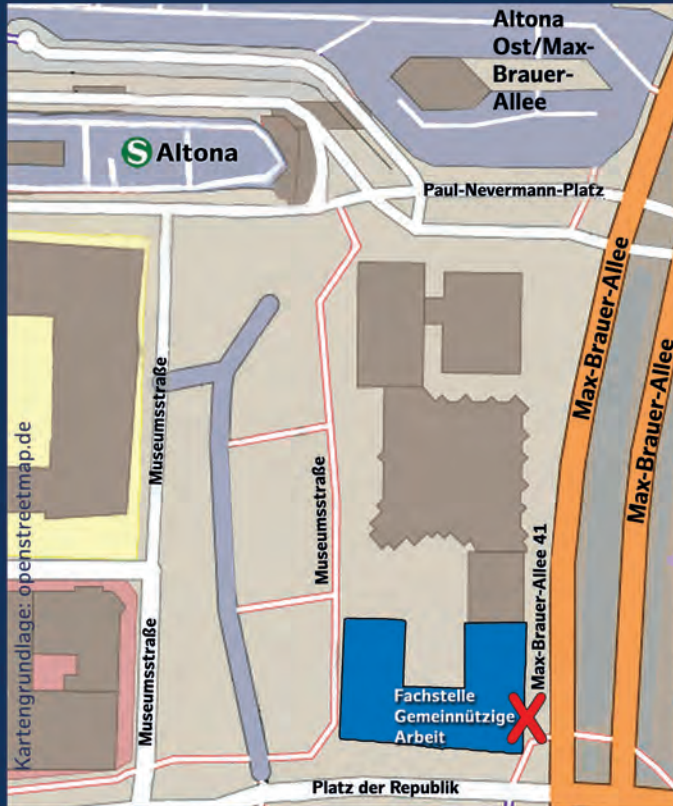 Altona
Ost/Max-
Brauer-
Allee
S Altona
Paul-Nevermann-Platz
Max-Brauer-Allee
Max-Brauer-Allee
Museumsstraße
Museumsstraße
Max-Brauer-Allee 41
Museumsstraße
Fachstelle
Gemeinnützige
Arbeit
Platz der Republik
Kartengrundlage: openstreetmap.de